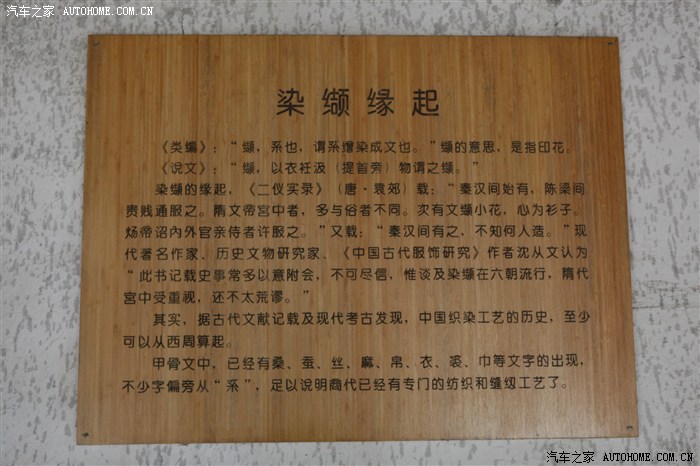 汽车之家 AUTOHOME.COM.CN
染缬缘起
《类编》：“缬，系也，谓系缯染成文也。”缬的意思，是指印花。
《说文》：“缬，以衣衽汲（提首旁）物谓之缬。”
染缬的缘起，《二仪实录》（唐·袁郊）载：“秦汉间始有，陈梁间
贵贱通服之。隋文帝宫中者，多与俗者不同。次有文缬小花，心为衫子。
炀帝诏内外官亲侍者许服之。”又载：“秦汉间有之，不知何人造。”现
代著名作家、历史文物研究家、《中国古代服饰研究》作者沈从文认为
“此书记载史事常多以意附会，不可尽信，惟谈及染缬在六朝流行，隋代
宫中受重视，还不太荒谬。”
其实，据古代文献记载及现代考古发现，中国织染工艺的历史，至少
可以从西周算起。
甲骨文中，已经有桑、蚕、丝、麻、帛、衣、裘、巾等文字的出现，
不少字偏旁从“系”，足以说明商代已经有专门的纺织和缝纫工艺了。
汽车之家 AUTOHOME.COM.CN